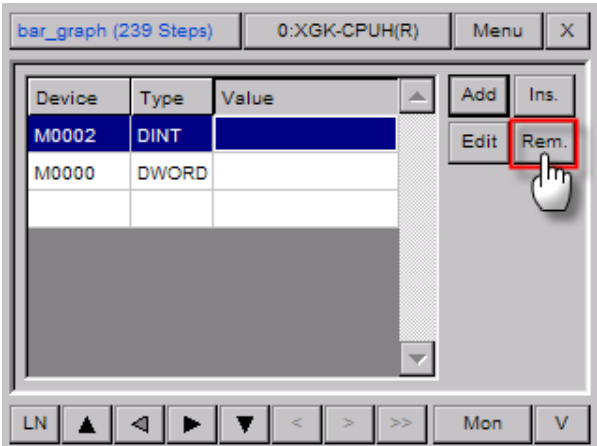 bar_graph (239 Steps) 0:XGK-CPUH(R) Menu X
Device Type Value Add Ins.
M0002 DINT Edit Rem.
M0000 DWORD
LN < > >> Mon V